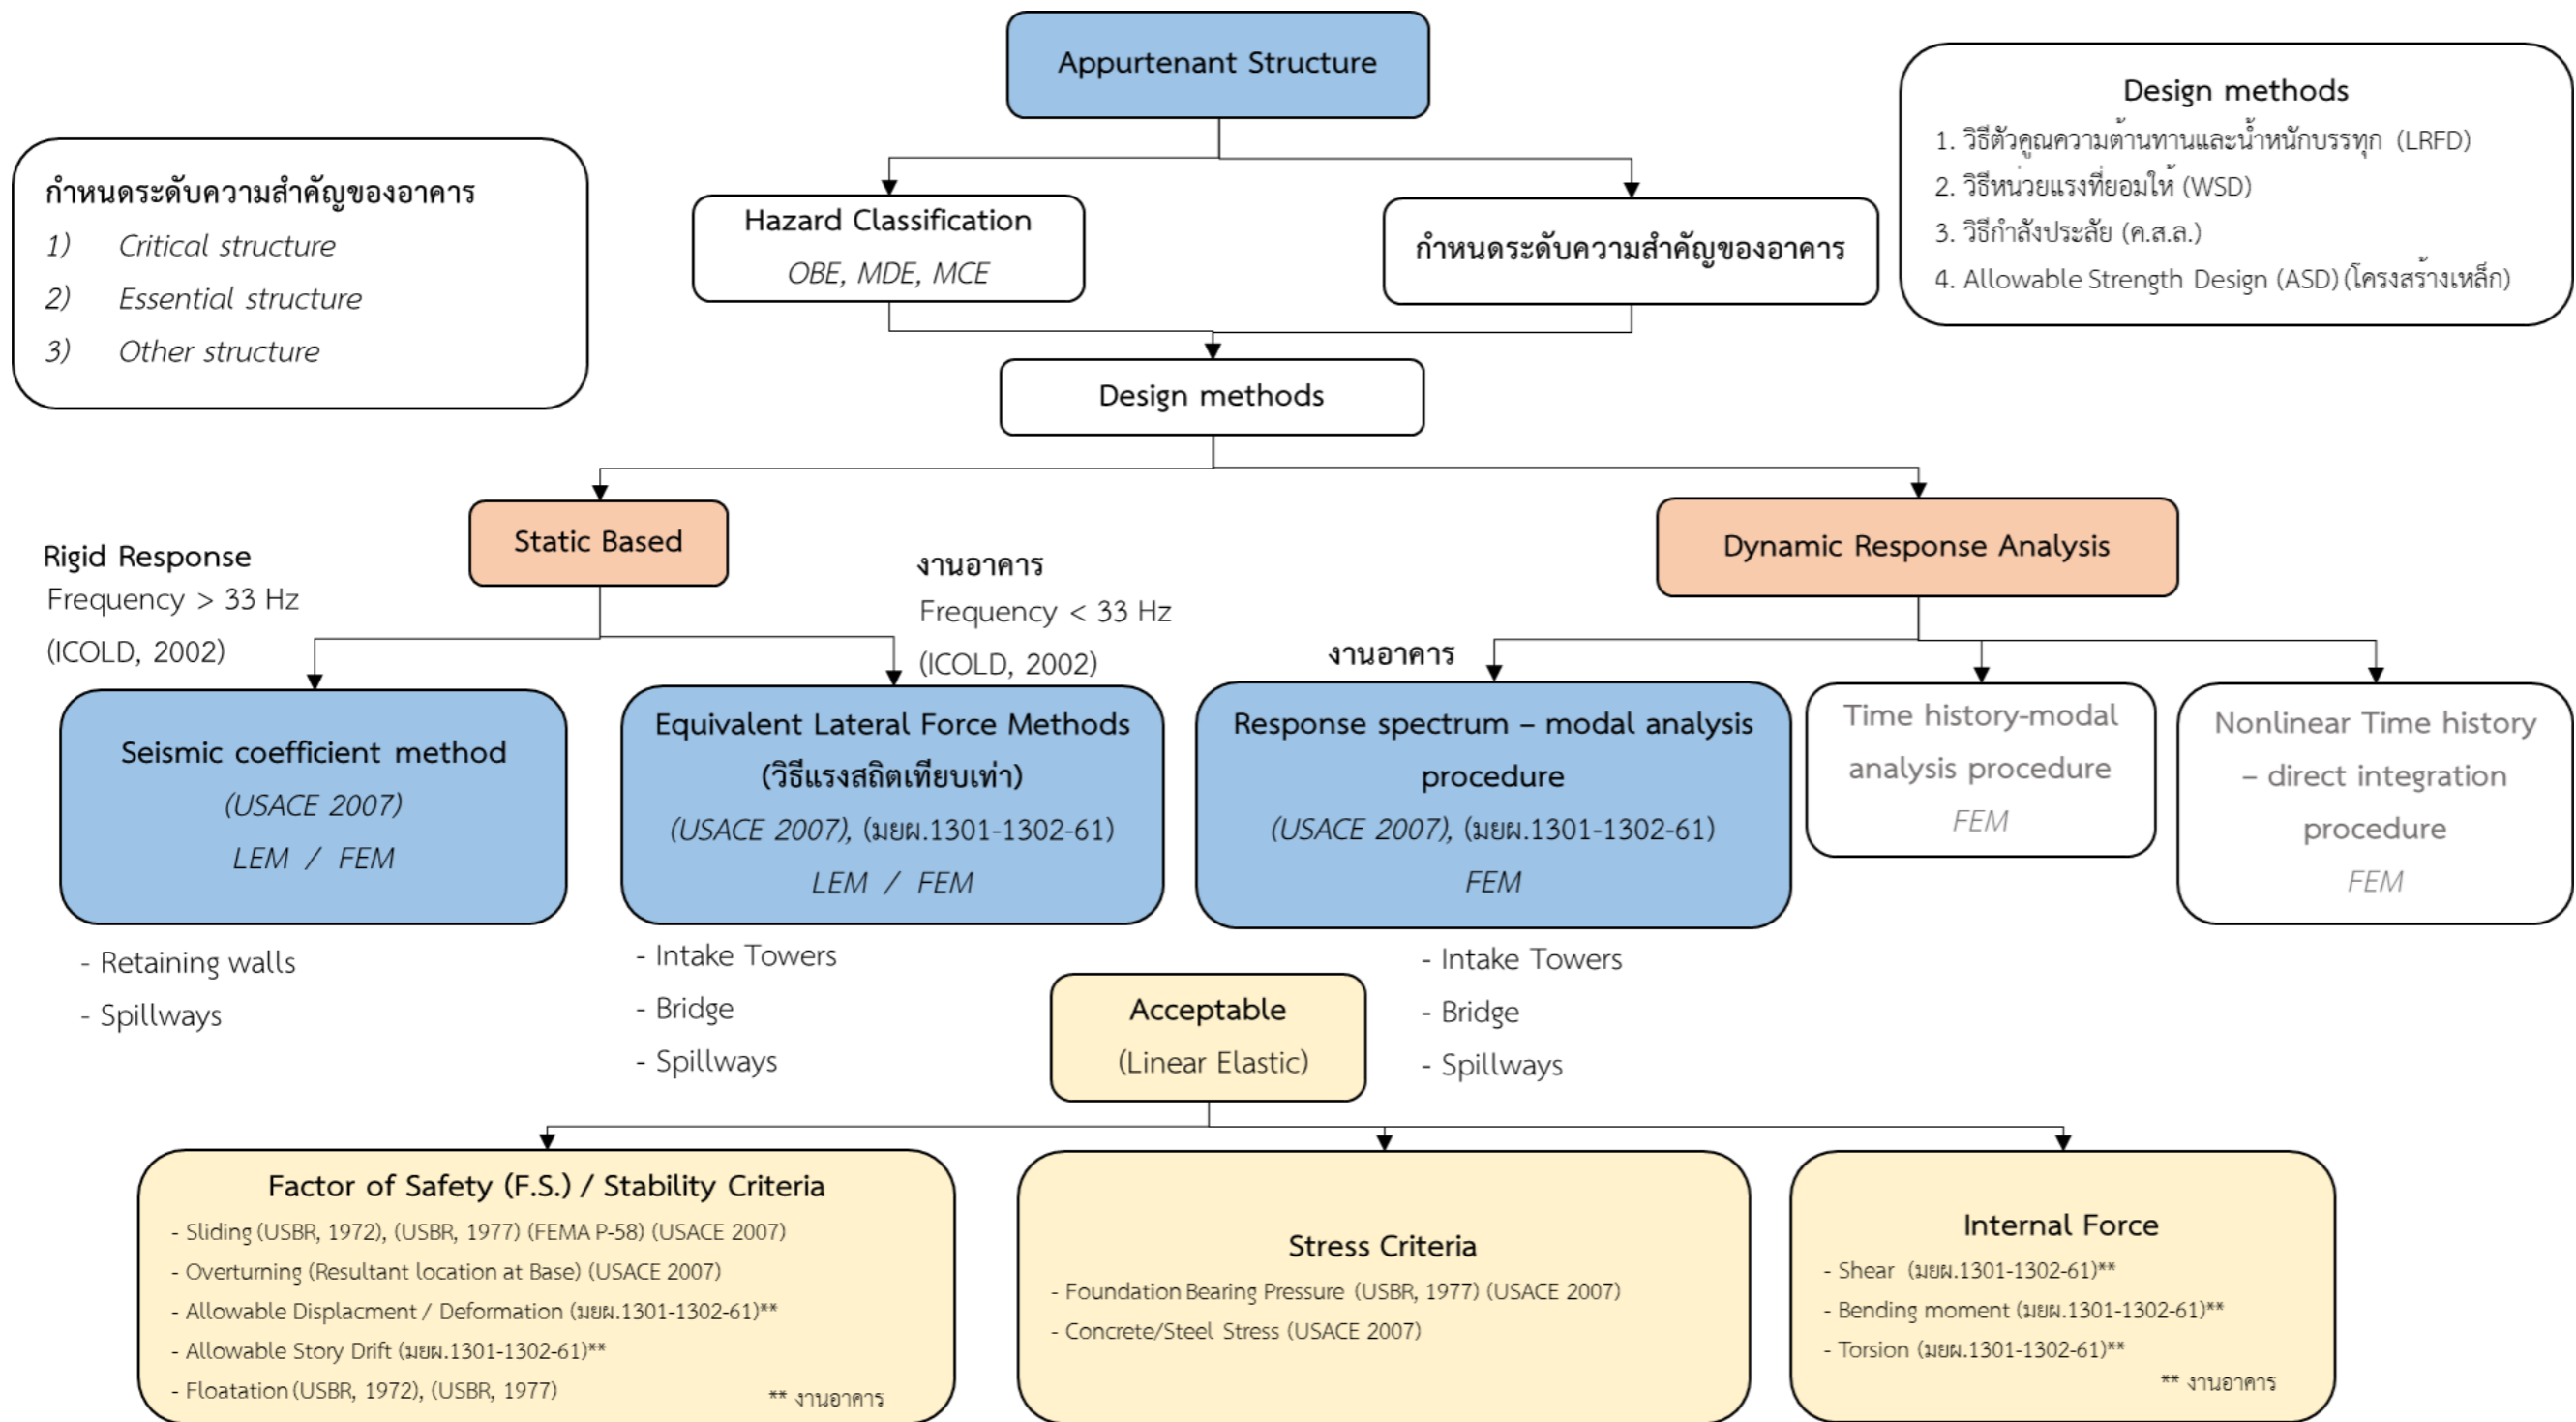 Appurtenant Structure
Design methods
1. วิธีตัวคูณความต้านทานและน้ำหนักบรรทุก (LRFD)
2. วิธีหน่วยแรงที่ยอมให้ (WSD)
3. วิธีกำลังประลัย (ค.ส.ล.)
4. Allowable Strength Design (ASD) (โครงสร้างเหล็ก)
กำหนดระดับความสำคัญของอาคาร
1) Critical structure
2) Essential structure
3) Other structure
Hazard Classification
OBE, MDE, MCE
กำหนดระดับความสำคัญของอาคาร
Design methods
Static Based
Dynamic Response Analysis
Rigid Response
Frequency > 33 Hz
(ICOLD, 2002)
งานอาคาร
Frequency < 33 Hz
(ICOLD, 2002)
งานอาคาร
Seismic coefficient method
(USACE 2007)
LEM / FEM
Equivalent Lateral Force Methods
(วิธีแรงสถิตเทียบเท่า)
(USACE 2007), (มยผ.1301-1302-61)
LEM / FEM
Response spectrum – modal analysis
procedure
(USACE 2007), (มยผ.1301-1302-61)
FEM
Time history-modal
analysis procedure
FEM
Nonlinear Time history
– direct integration
procedure
FEM
- Retaining walls
- Spillways
- Intake Towers
- Bridge
- Spillways
- Intake Towers
- Bridge
- Spillways
Acceptable
(Linear Elastic)
Factor of Safety (F.S.) / Stability Criteria
- Sliding (USBR, 1972), (USBR, 1977) (FEMA P-58) (USACE 2007)
- Overturning (Resultant location at Base) (USACE 2007)
- Allowable Displacment / Deformation (มยผ.1301-1302-61)**
- Allowable Story Drift (มยผ.1301-1302-61)**
- Floatation (USBR, 1972), (USBR, 1977)
** งานอาคาร
Stress Criteria
- Foundation Bearing Pressure (USBR, 1977) (USACE 2007)
- Concrete/Steel Stress (USACE 2007)
Internal Force
- Shear (มยผ.1301-1302-61)**
- Bending moment (มยผ.1301-1302-61)**
- Torsion (มยผ.1301-1302-61)**
** งานอาคาร